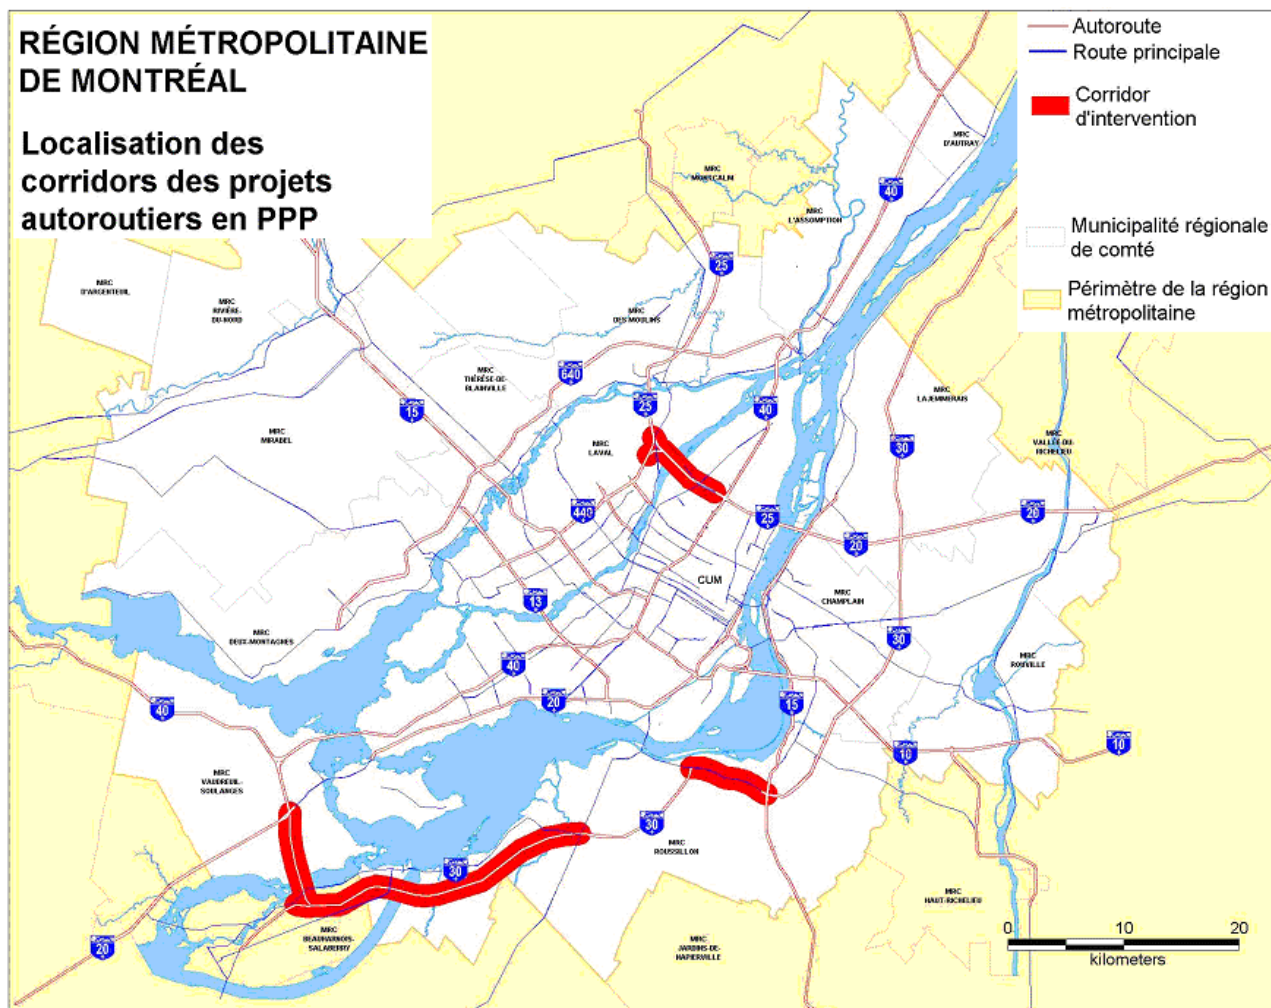 RÉGION MÉTROPOLITAINE
DE MONTRÉAL
Localisation des
corridors des projets
autoroutiers en PPP
Autoroute
Route principale
Corridor
d'intervention
Municipalité régionale
de comté
Périmètre de la région
métropolitaine
MRC
D'AUTRAY
MRC
MONTCALM
40
MRC
L'ASSOMPTION
25
MRC
D'ARGENTEUIL
MRC
RIVIÈRE-
DU-NORD
MRC
DES MOULINS
MRC
THÉRÈSE-DE-
BLAINVILLE
640
15
25
40
MRC
LAJEMMERAIS
MRC
MIRABEL
MRC
LAVAL
30
MRC
VALLÉE-DU-
RICHELIEU
440
25
20
20
CUM
13
MRC
CHAMPLAIN
MRC
DEUX-MONTAGNES
30
MRC
ROUVILLE
40
40
20
15
10
10
MRC
VAUDREUIL-
SOULANGES
30
MRC
ROUSSILLON
30
MRC
HAUT-RICHELIEU
MRC
BEAUHARNOIS-
SALABERRY
20
MRC
JARDINS-DE-
NAPIERVILLE
0 10 20
kilometers